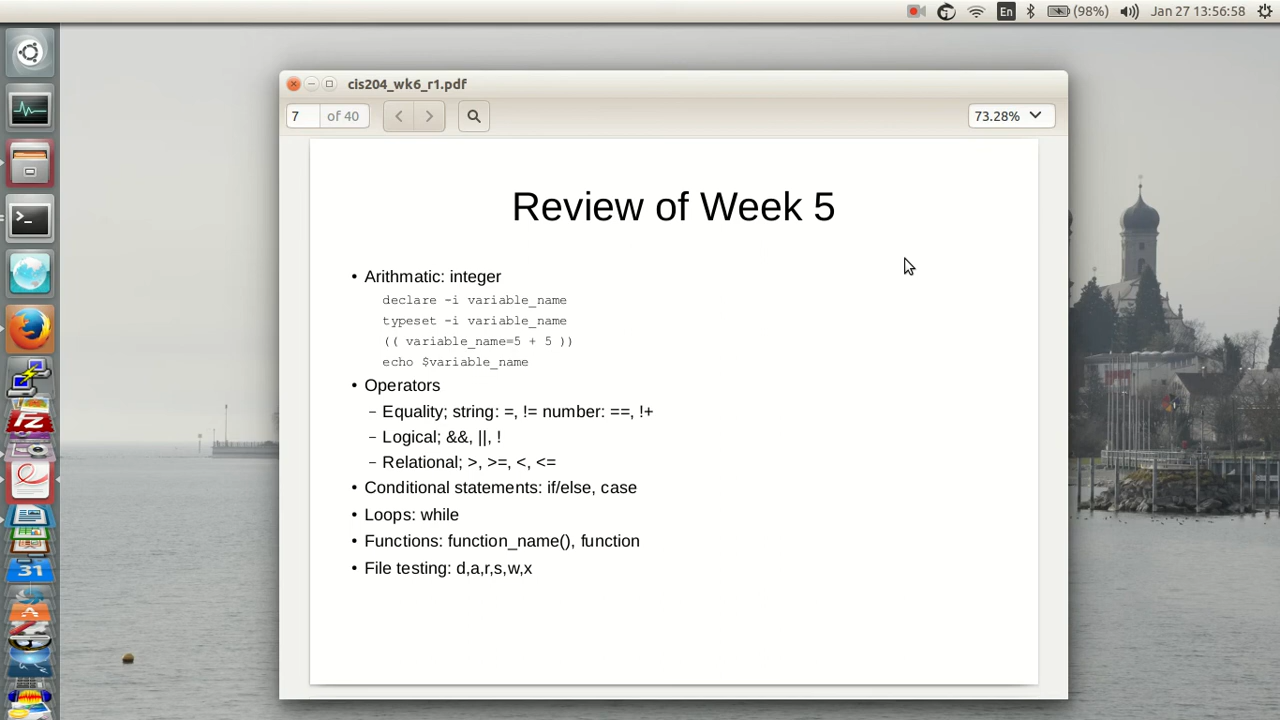 En (98%) Jan 27 13:56:58
cis204_wk6_r1.pdf
7 of 40 73.28%
Review of Week 5
• Arithmatic: integer
declare -i variable_name
typeset -i variable_name
(( variable_name=5 + 5 ))
echo $variable_name
• Operators
– Equality; string: =, != number: ==, !+
– Logical; &&, ||, !
– Relational; >, >=, <, <=
• Conditional statements: if/else, case
• Loops: while
• Functions: function_name(), function
• File testing: d,a,r,s,w,x
>_
FZ
31